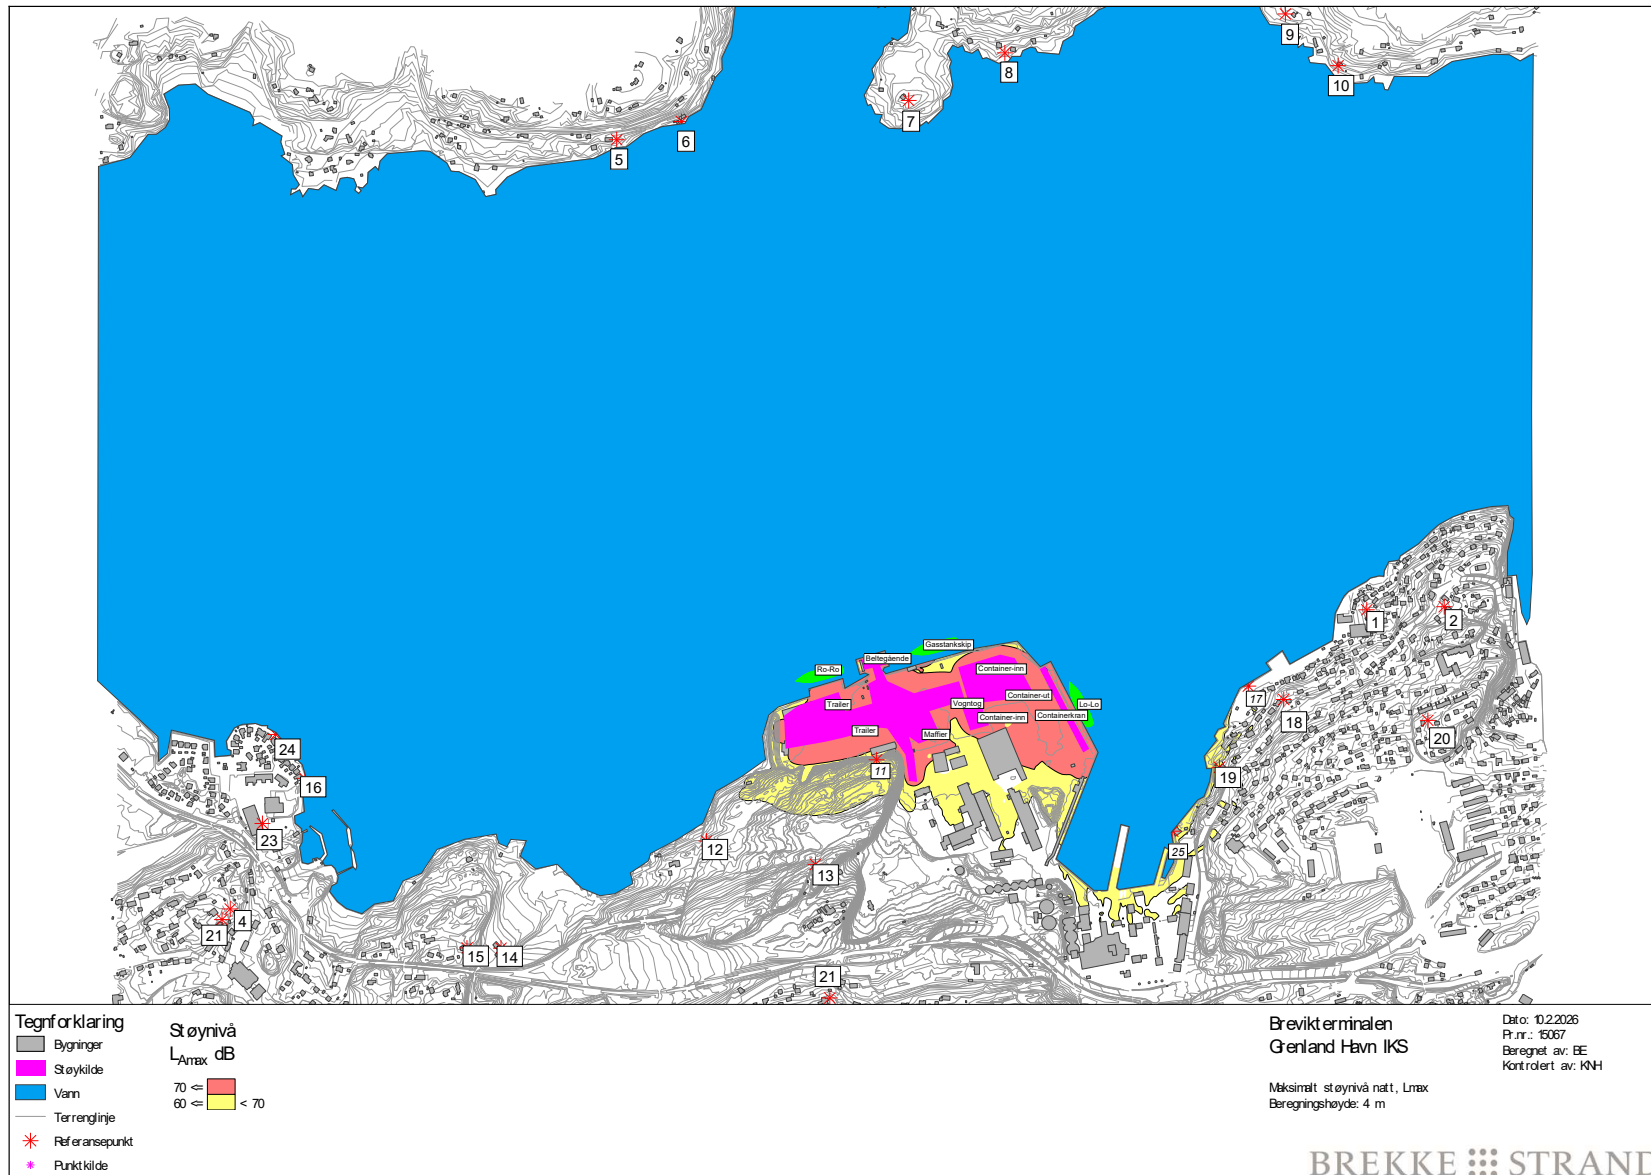 9
8
10
7
6
5
1
2
Gasstankskip
Beltegående
Ro-Ro
Container-inn
Container-ut
Trailer
Vogntog
Lo-Lo
Container-inn
Containerkran
Trailer
Maffier
17
18
20
24
11
19
16
23
12
25
13
4
21
15
14
21
Tegnforklaring
Bygninger
Støykilde
Vann
Terrenglinje
Referansepunkt
Punktkilde
Støynivå
LAmax dB
70 <=
60 <= < 70
Brevikterminalen
Grenland Havn IKS
Maksimalt støynivå natt, Lmax
Beregningshøyde: 4 m
Dato: 10.2.2026
Pr.nr.: 15067
Beregnet av: BE
Kontrolert av: KNH
BREKKE STRAND